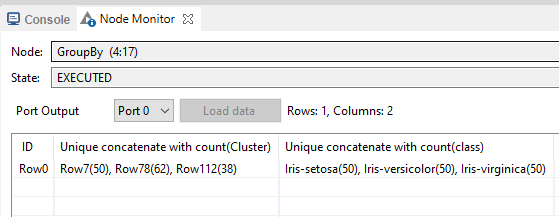 Console Node Monitor
Node: GroupBy (4:17)
State: EXECUTED
Port Output Port 0 Load data Rows: 1, Columns: 2
ID Unique concatenate with count(Cluster) Unique concatenate with count(class)
Row0 Row7(50), Row78(62), Row112(38) Iris-setosa(50), Iris-versicolor(50), Iris-virginica(50)